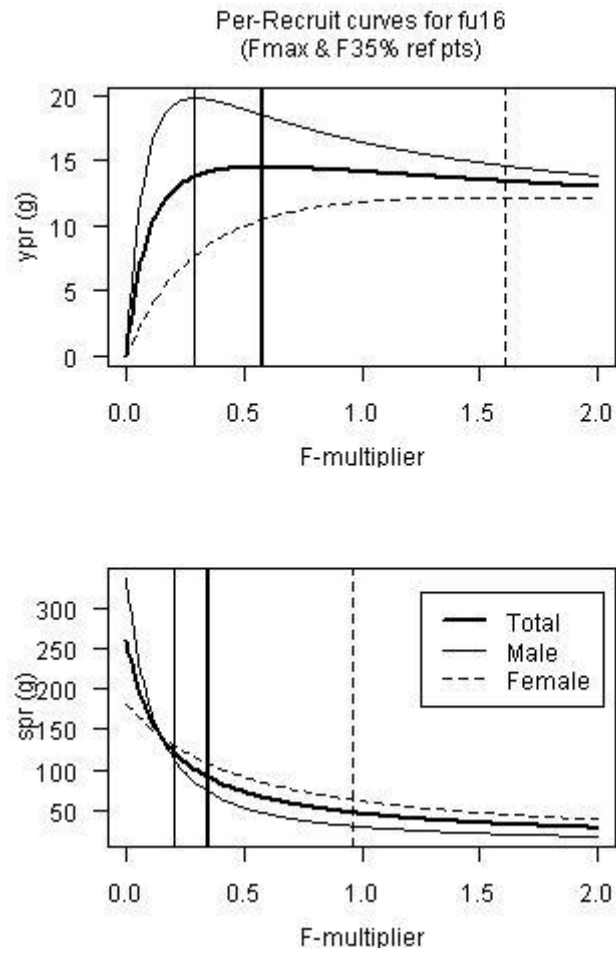 Per-Recruit curves for fu16
(Fmax & F35% ref pts)
20
15
10
5
0
ypr (g)
0.0 0.5 1.0 1.5 2.0
F-multiplier
300
250
200
150
100
50
spr (g)
Total
Male
Female
0.0 0.5 1.0 1.5 2.0
F-multiplier